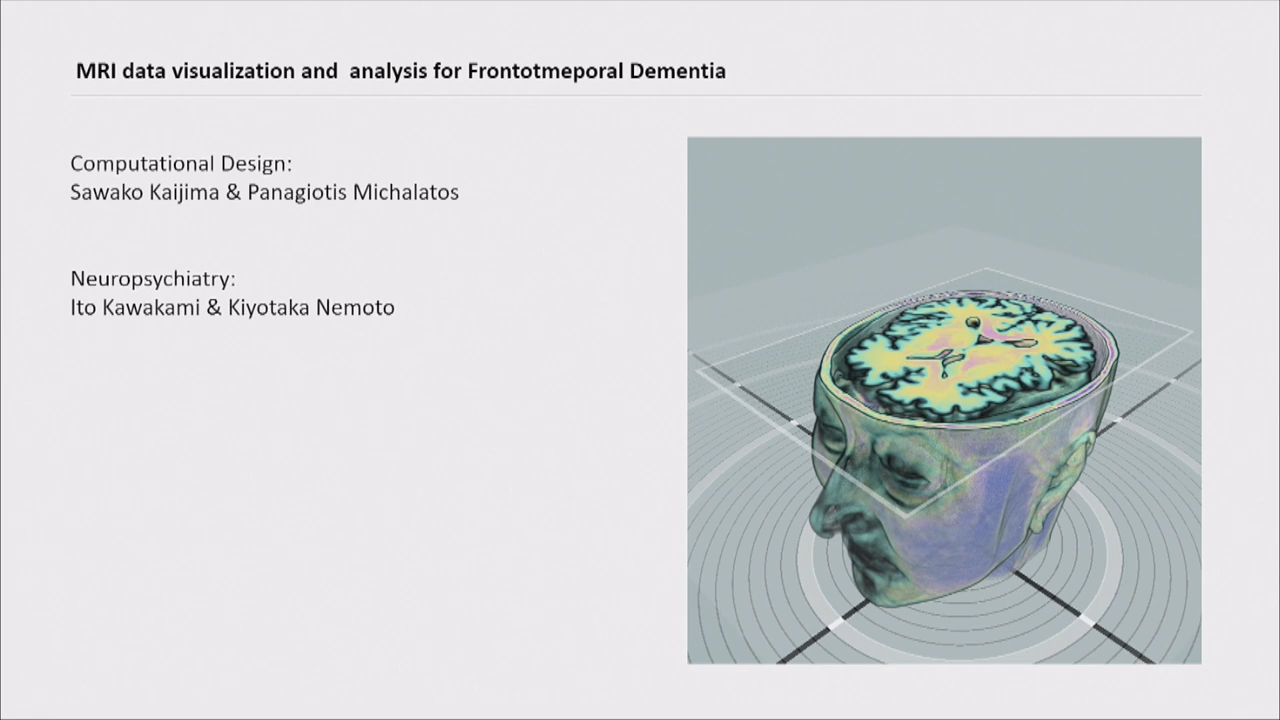 MRI data visualization and  analysis for Frontotmeporal Dementia
Computational Design:
Sawako Kaijima & Panagiotis Michalatos
Neuropsychiatry:
Ito Kawakami & Kiyotaka Nemoto